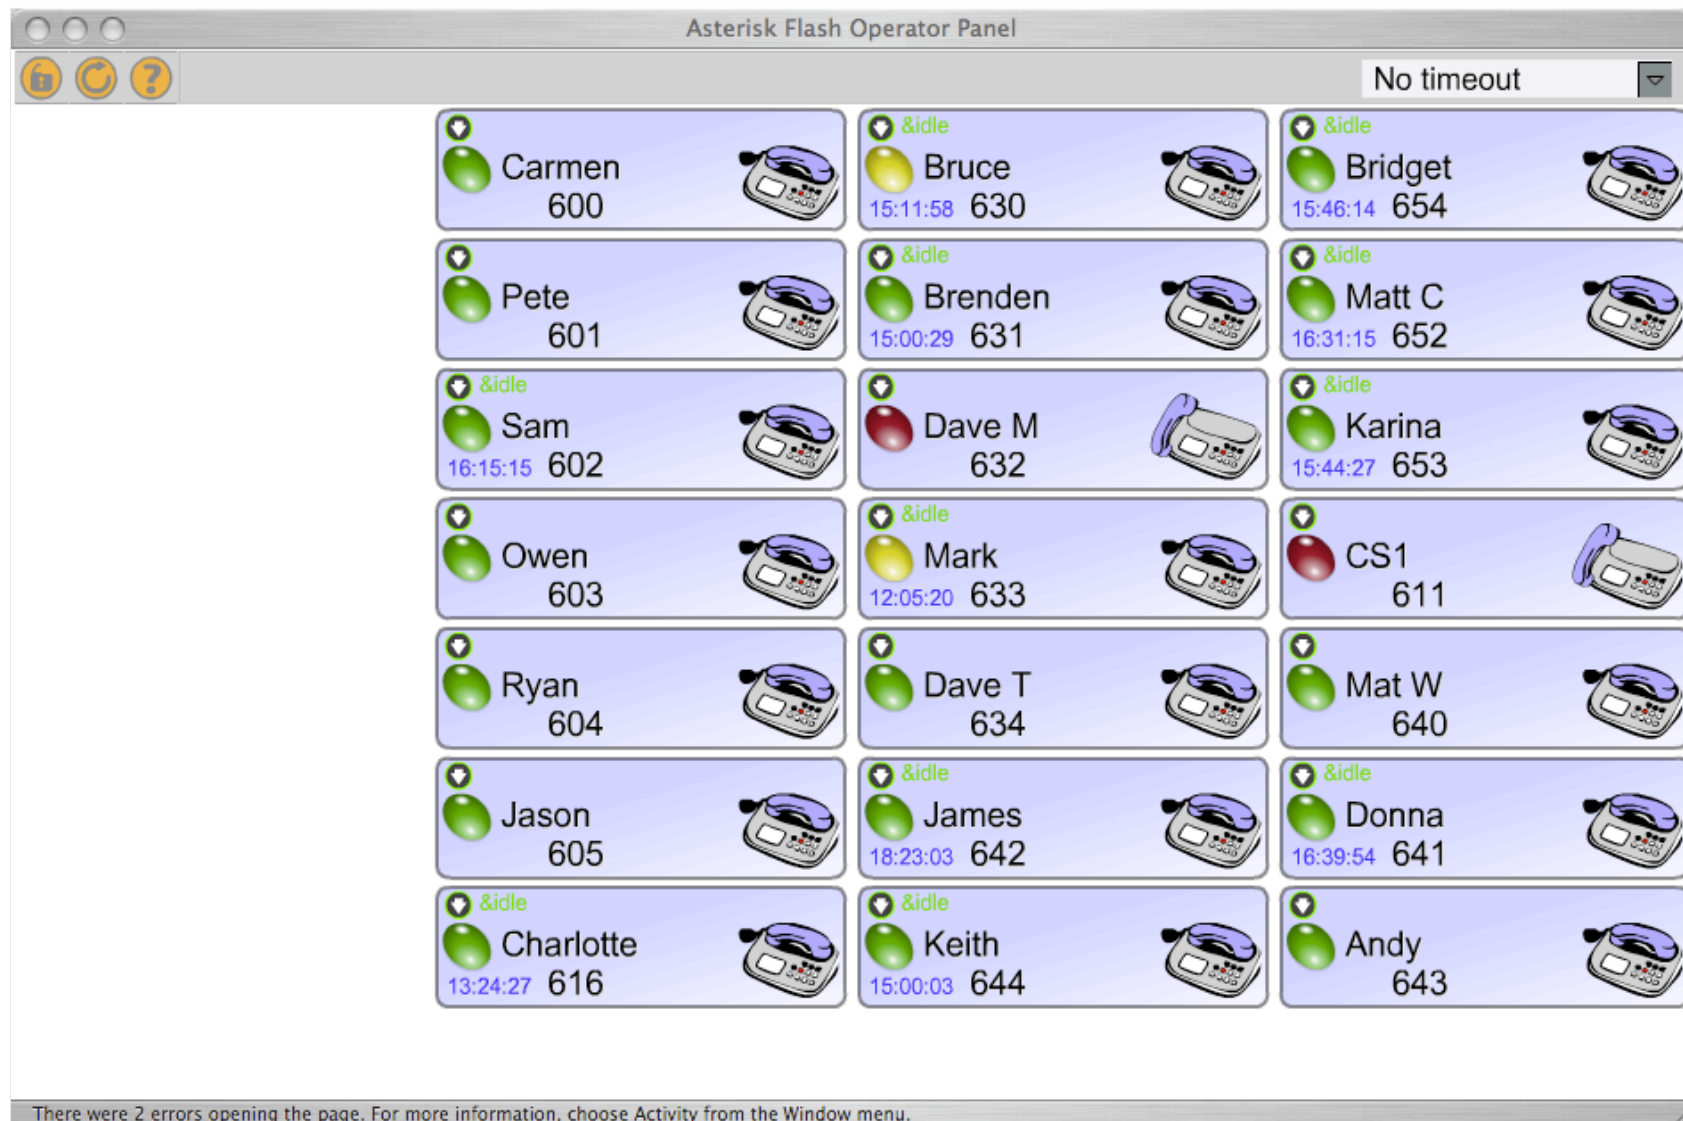 Asterisk Flash Operator Panel
No timeout
Carmen
600
&idle
Bruce
15:11:58 630
&idle
Bridget
15:46:14 654
Pete
601
&idle
Brenden
15:00:29 631
&idle
Matt C
16:31:15 652
&idle
Sam
16:15:15 602
Dave M
632
&idle
Karina
15:44:27 653
Owen
603
&idle
Mark
12:05:20 633
CS1
611
Ryan
604
Dave T
634
Mat W
640
Jason
605
&idle
James
18:23:03 642
&idle
Donna
16:39:54 641
&idle
Charlotte
13:24:27 616
&idle
Keith
15:00:03 644
Andy
643
There were 2 errors opening the page. For more information, choose Activity from the Window menu.